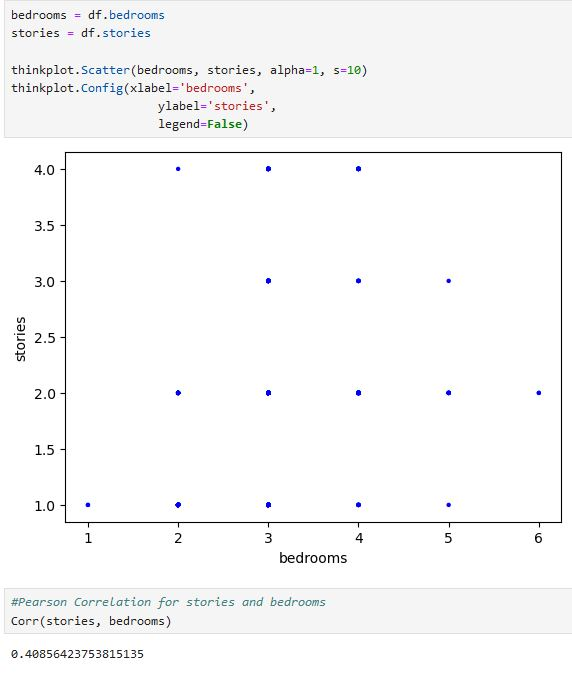 bedrooms = df.bedrooms
stories = df.stories
thinkplot.Scatter(bedrooms, stories, alpha=1, s=10)
thinkplot.Config(xlabel='bedrooms',
ylabel='stories',
legend=False)
4.0
3.5
3.0
2.5
2.0
1.5
1.0
stories
1 2 3 4 5 6
bedrooms
#Pearson Correlation for stories and bedrooms
Corr(stories, bedrooms)
0.40856423753815135